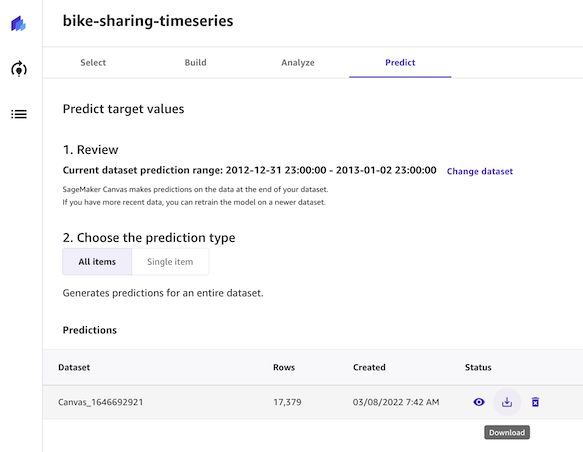 bike-sharing-timeseries
Select Build Analyze Predict
Predict target values
1. Review
Current dataset prediction range: 2012-12-31 23:00:00 - 2013-01-02 23:00:00 Change dataset
SageMaker Canvas makes predictions on the data at the end of your dataset.
If you have more recent data, you can retrain the model on a newer dataset.
2. Choose the prediction type
All items Single item
Generates predictions for an entire dataset.
Predictions
Dataset Rows Created Status
Canvas_1646692921 17,379 03/08/2022 7:42 AM
Download